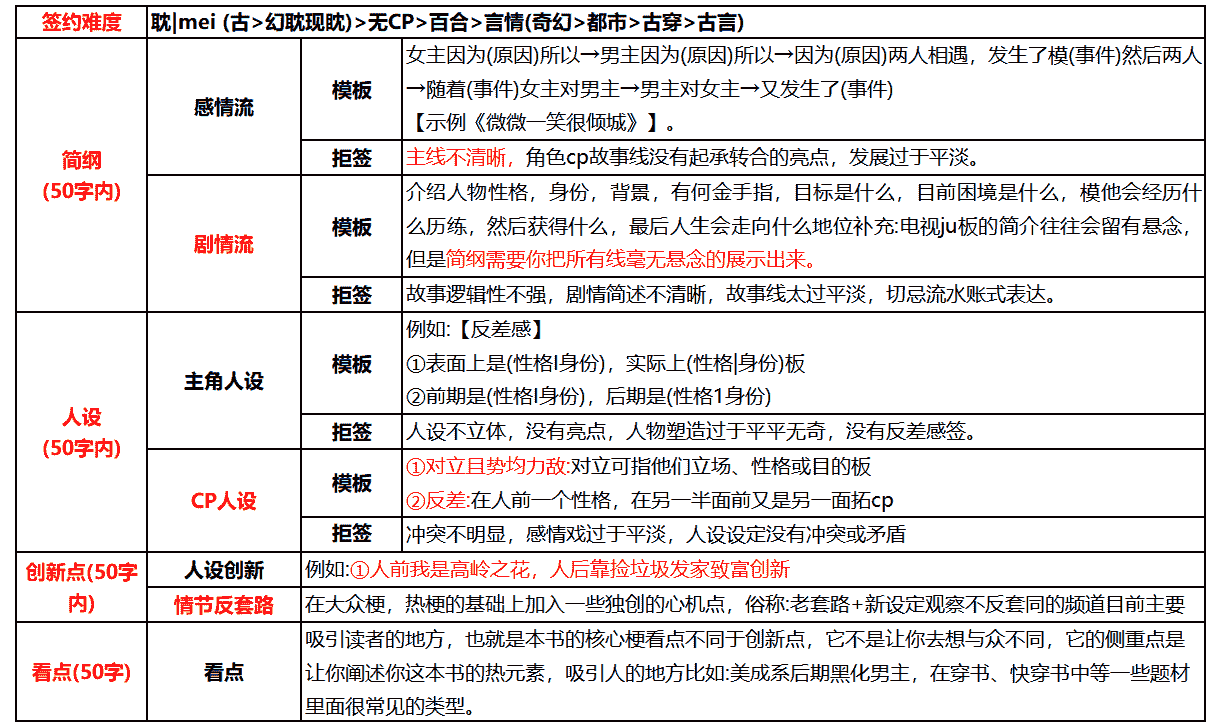 签约难度
耽|mei (古>幻耽现眈)>无CP>百合>言情(奇幻>都市>古穿>古言)
简纲
(50字内)
感情流
模板
女主因为(原因)所以→男主因为(原因)所以→因为(原因)两人相遇，发生了模(事件)然后两人
→随着(事件)女主对男主→男主对女主→又发生了(事件)
【示例《微微一笑很倾城》】。
拒签
主线不清晰，角色cp故事线没有起承转合的亮点，发展过于平淡。
剧情流
模板
介绍人物性格，身份，背景，有何金手指，目标是什么，目前困境是什么，模他会经历什
么历练，然后获得什么，最后人生会走向什么地位补充:电视ju板的简介往往会留有悬念，
但是简纲需要你把所有线毫无悬念的展示出来。
拒签
故事逻辑性不强，剧情简述不清晰，故事线太过平淡，切忌流水账式表达。
人设
(50字内)
主角人设
模板
例如:【反差感】
①表面上是(性格I身份)，实际上(性格|身份)板
②前期是(性格I身份)，后期是(性格1身份)
拒签
人设不立体，没有亮点，人物塑造过于平平无奇，没有反差感签。
CP人设
模板
①对立且势均力敌:对立可指他们立场、性格或目的板
②反差:在人前一个性格，在另一半面前又是另一面拓cp
拒签
冲突不明显，感情戏过于平淡，人设设定没有冲突或矛盾
创新点(50字
内)
人设创新
例如:①人前我是高岭之花，人后靠捡垃圾发家致富创新
情节反套路
在大众梗，热梗的基础上加入一些独创的心机点，俗称:老套路+新设定观察不反套同的频道目前主要
看点(50字)
看点
吸引读者的地方，也就是本书的核心梗看点不同于创新点，它不是让你去想与众不同，它的侧重点是
让你阐述你这本书的热元素，吸引人的地方比如:美成系后期黑化男主，在穿书、快穿书中等一些题材
里面很常见的类型。